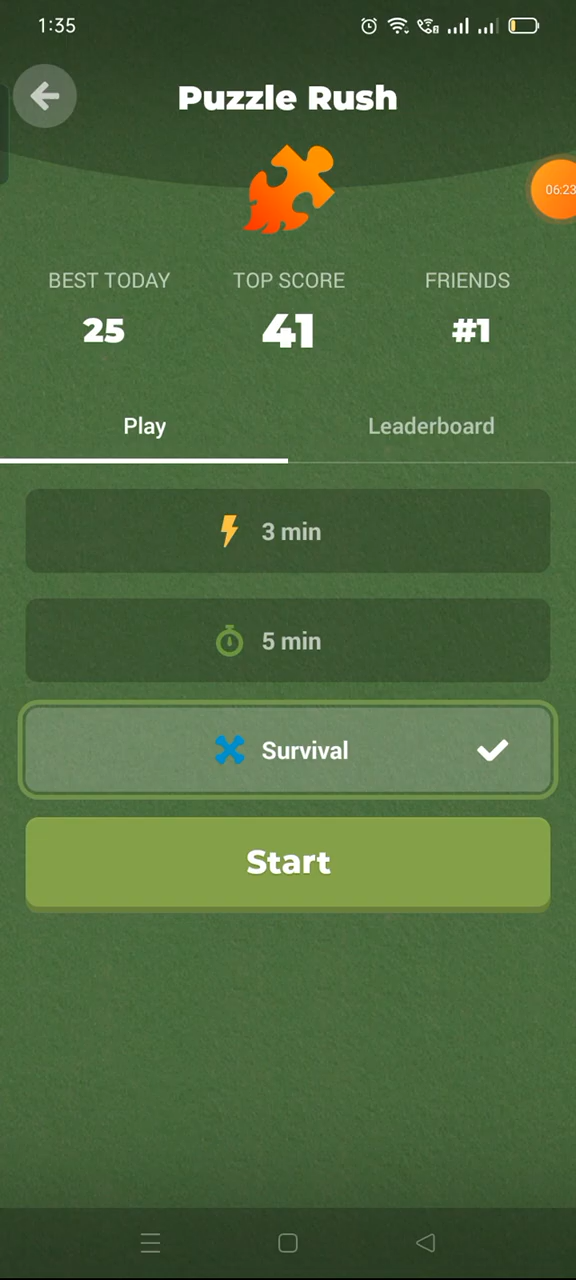 1:35
Puzzle Rush
06:23
BEST TODAY TOP SCORE FRIENDS
25 41 #1
Play Leaderboard
3 min
5 min
Survival
Start